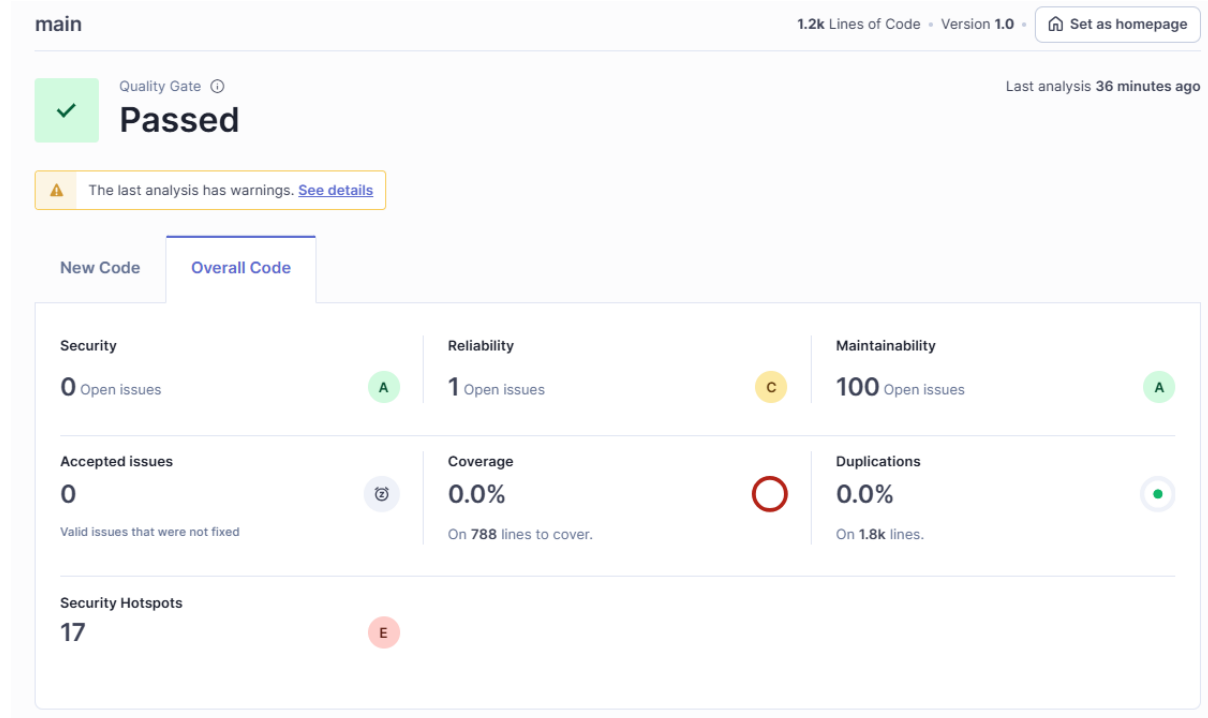 main
1.2k Lines of Code • Version 1.0 • Set as homepage
Quality Gate
Passed
Last analysis 36 minutes ago
The last analysis has warnings. See details
New Code
Overall Code
Security
0 Open issues
A
Reliability
1 Open issues
C
Maintainability
100 Open issues
A
Accepted issues
0
Valid issues that were not fixed
Coverage
0.0%
On 788 lines to cover.
Duplications
0.0%
On 1.8k lines.
Security Hotspots
17
E